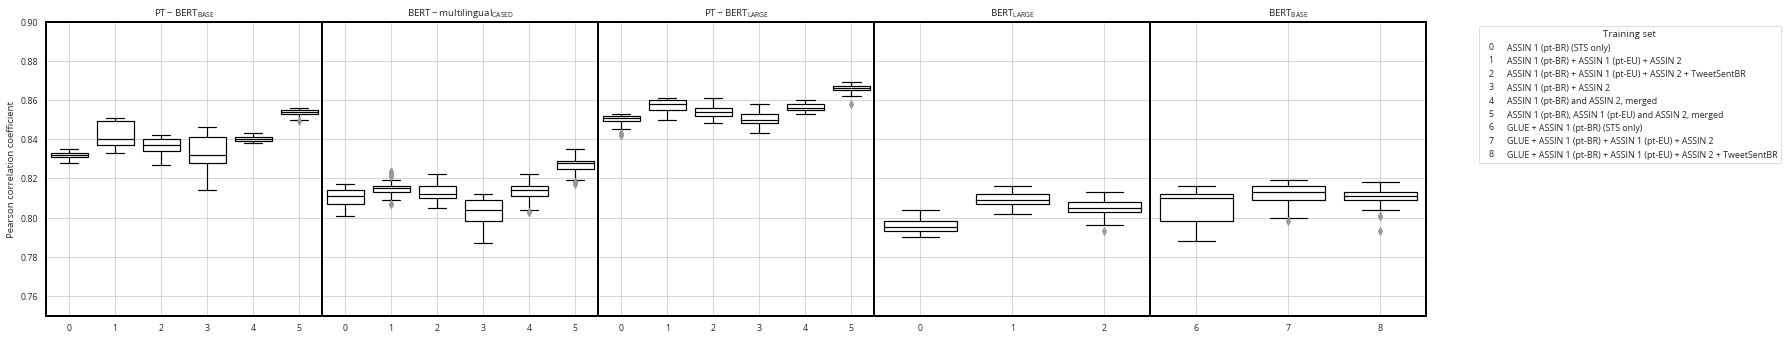 PT − BERT_BASE
BERT − multilingual_CASED
PT − BERT_LARGE
BERT_LARGE
BERT_BASE
Pearson correlation coefficient
0.90
0.88
0.86
0.84
0.82
0.80
0.78
0.76
0 1 2 3 4 5
0 1 2 3 4 5
0 1 2 3 4 5
0 1 2
6 7 8
Training set
0 ASSIN 1 (pt-BR) (STS only)
1 ASSIN 1 (pt-BR) + ASSIN 1 (pt-EU) + ASSIN 2
2 ASSIN 1 (pt-BR) + ASSIN 1 (pt-EU) + ASSIN 2 + TweetSentBR
3 ASSIN 1 (pt-BR) + ASSIN 2
4 ASSIN 1 (pt-BR) and ASSIN 2, merged
5 ASSIN 1 (pt-BR), ASSIN 1 (pt-EU) and ASSIN 2, merged
6 GLUE + ASSIN 1 (pt-BR) (STS only)
7 GLUE + ASSIN 1 (pt-BR) + ASSIN 1 (pt-EU) + ASSIN 2
8 GLUE + ASSIN 1 (pt-BR) + ASSIN 1 (pt-EU) + ASSIN 2 + TweetSentBR